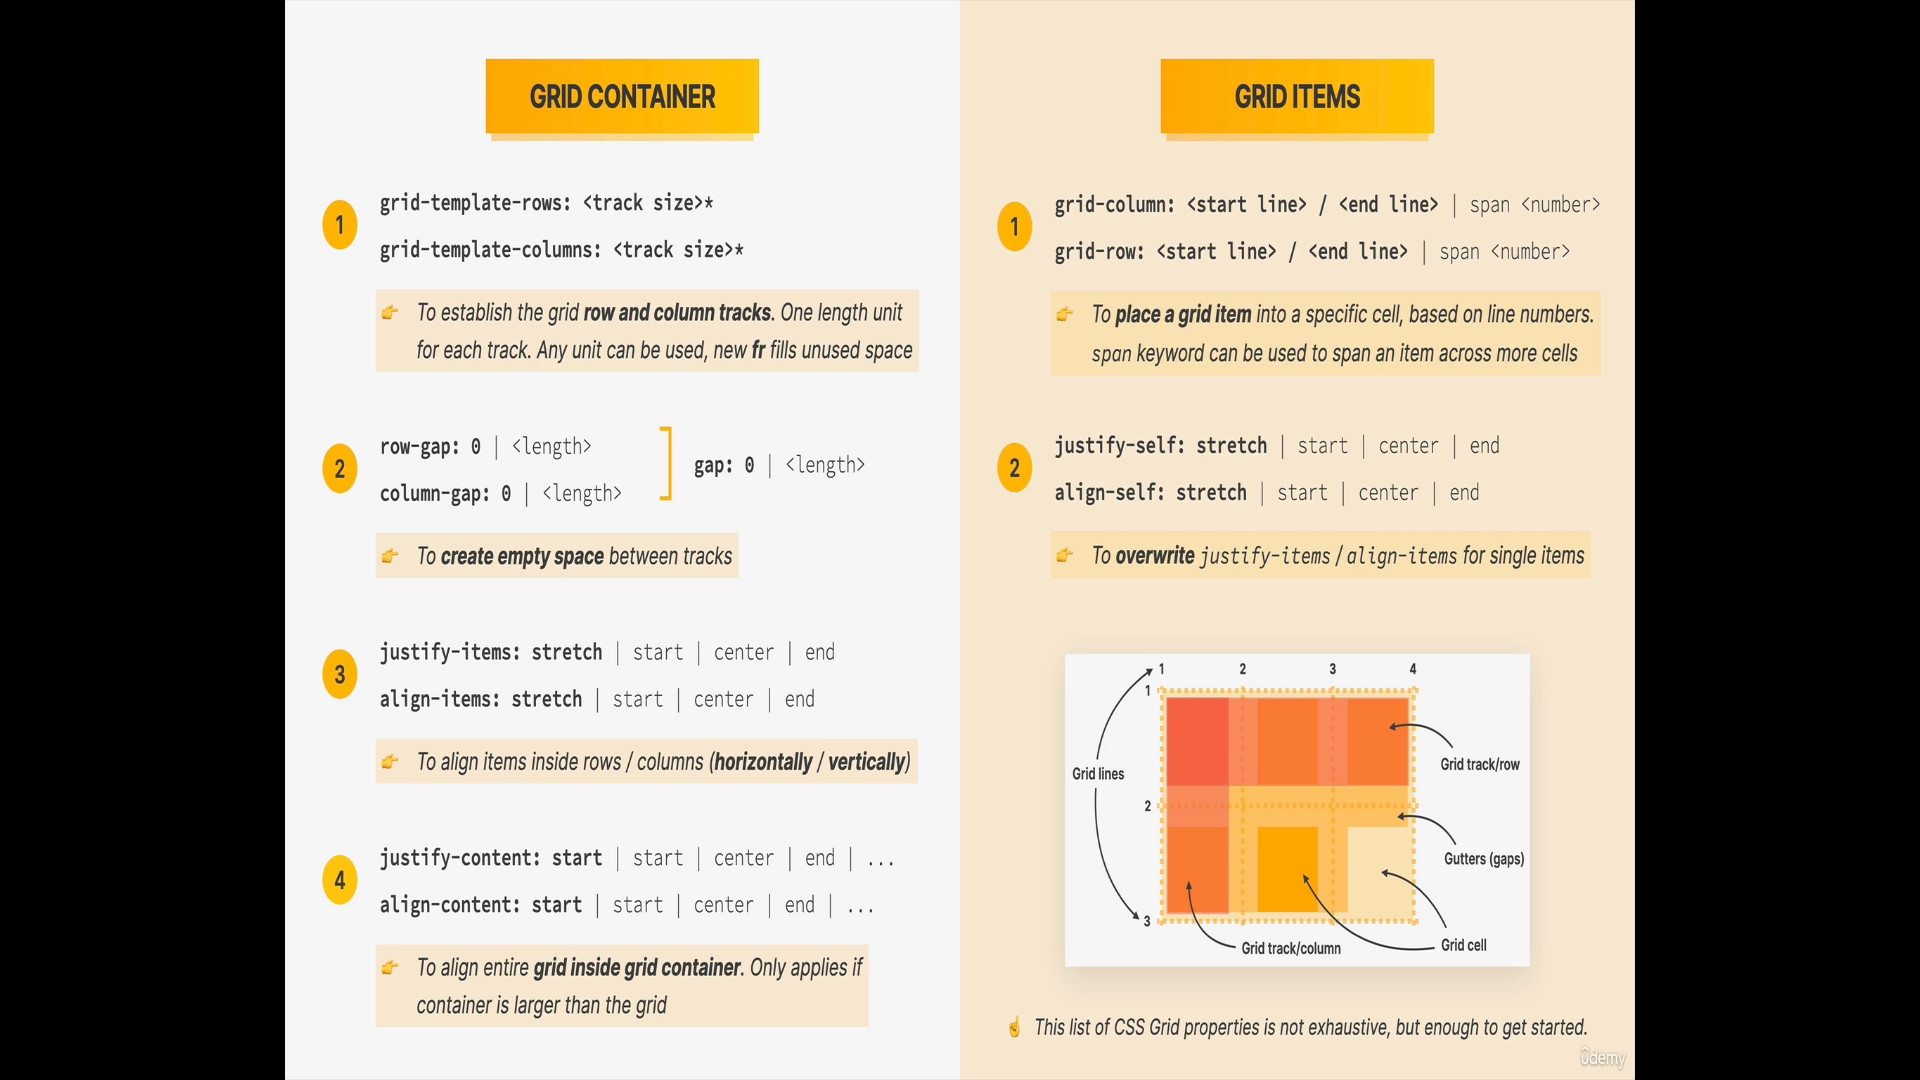 GRID CONTAINER
1
grid-template-rows: <track size>*
grid-template-columns: <track size>*
👉 To establish the grid row and column tracks. One length unit
for each track. Any unit can be used, new fr fills unused space
2
row-gap: 0 | <length>
column-gap: 0 | <length>
gap: 0 | <length>
👉 To create empty space between tracks
3
justify-items: stretch | start | center | end
align-items: stretch | start | center | end
👉 To align items inside rows / columns (horizontally / vertically)
4
justify-content: start | start | center | end | ...
align-content: start | start | center | end | ...
👉 To align entire grid inside grid container. Only applies if
container is larger than the grid
GRID ITEMS
1
grid-column: <start line> / <end line> | span <number>
grid-row: <start line> / <end line> | span <number>
👉 To place a grid item into a specific cell, based on line numbers.
span keyword can be used to span an item across more cells
2
justify-self: stretch | start | center | end
align-self: stretch | start | center | end
👉 To overwrite justify-items / align-items for single items
1 2 3 4
1
Grid track/row
Grid lines
2
Gutters (gaps)
3
Grid track/column
Grid cell
☝️ This list of CSS Grid properties is not exhaustive, but enough to get started.
ûdemy